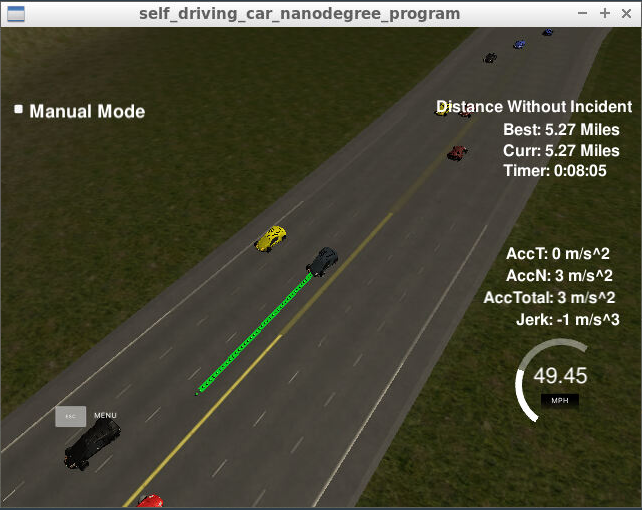 self_driving_car_nanodegree_program
Manual Mode
Distance Without Incident
Best: 5.27 Miles
Curr: 5.27 Miles
Timer: 0:08:05
AccT: 0 m/s^2
AccN: 3 m/s^2
AccTotal: 3 m/s^2
Jerk: -1 m/s^3
49.45
MPH
ESC MENU